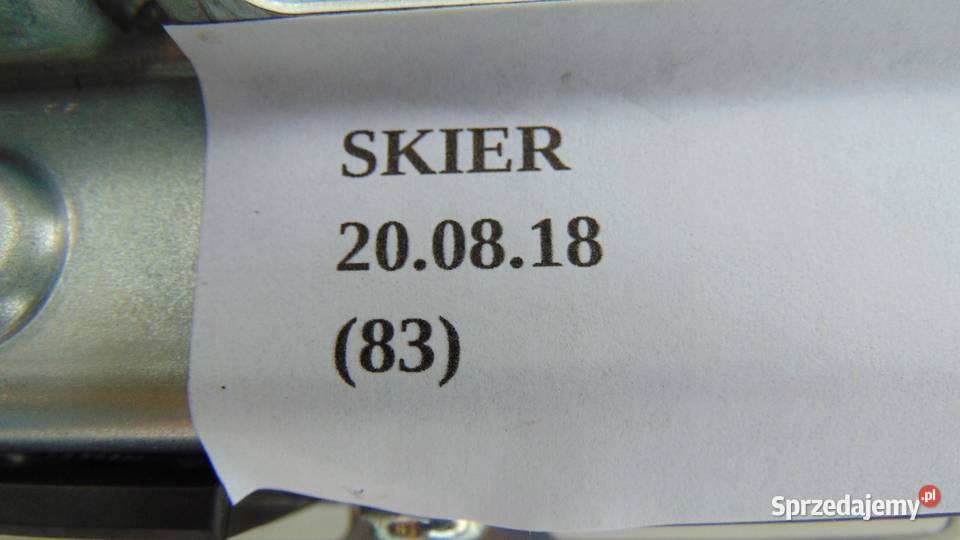 SKIER
20.08.18
(83)
Sprzedajemy.pl